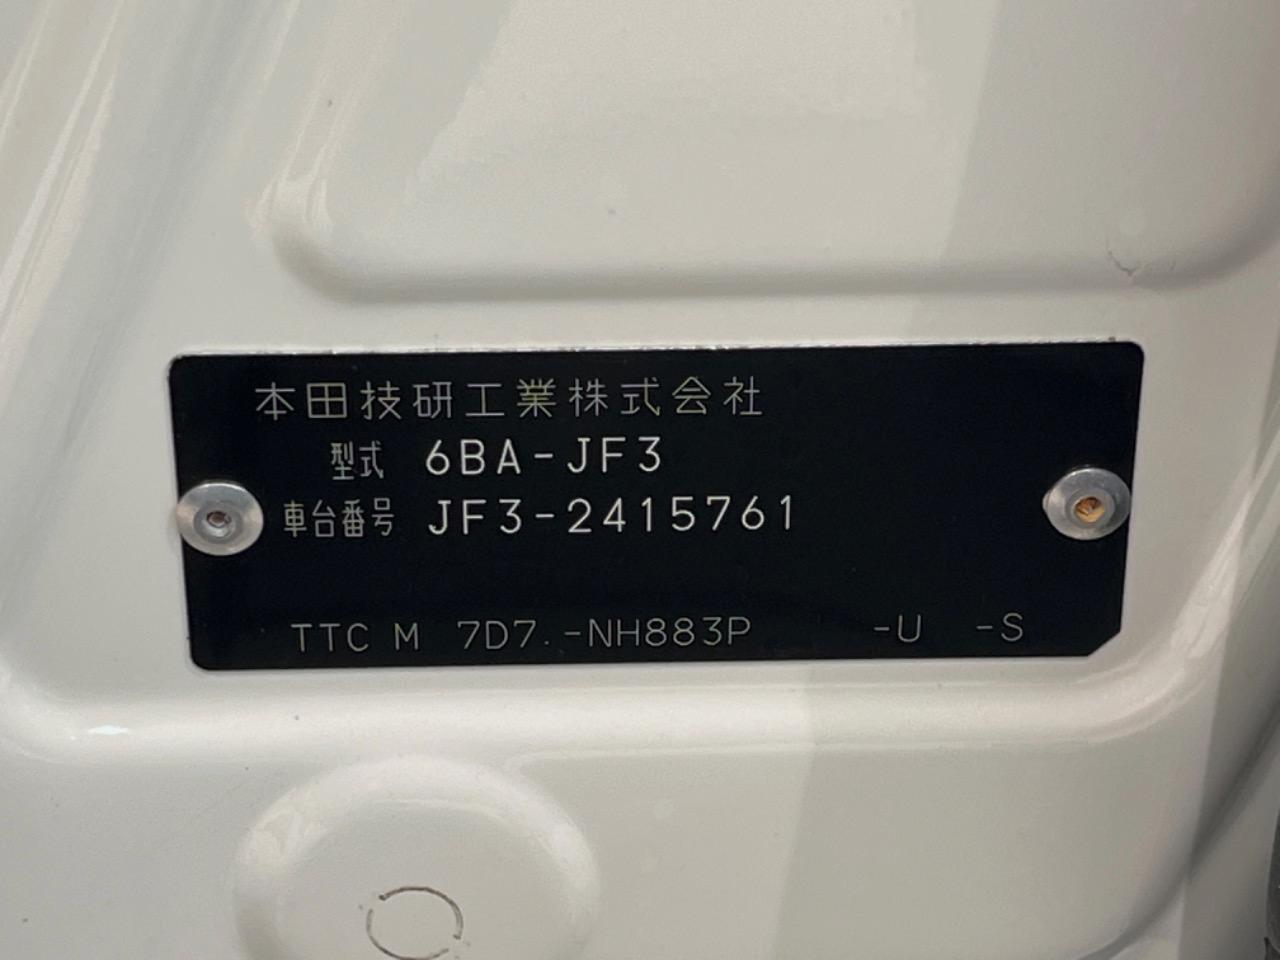 本田技研工業株式会社
型式 6BA-JF3
車台番号 JF3-2415761
TTC M 7D7.-NH883P -U -S